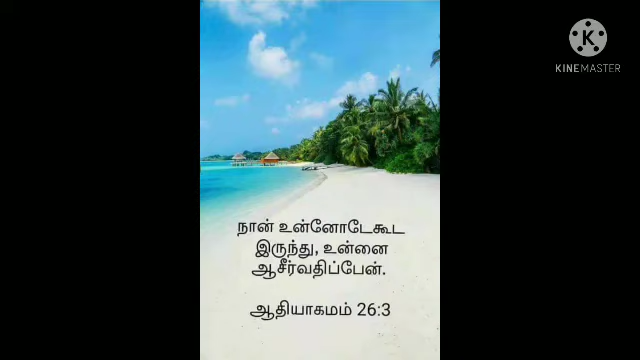 KINEMASTER
நான் உன்னோடேகூட
இருந்து, உன்னை
ஆசீர்வதிப்பேன்.
ஆதியாகமம் 26:3